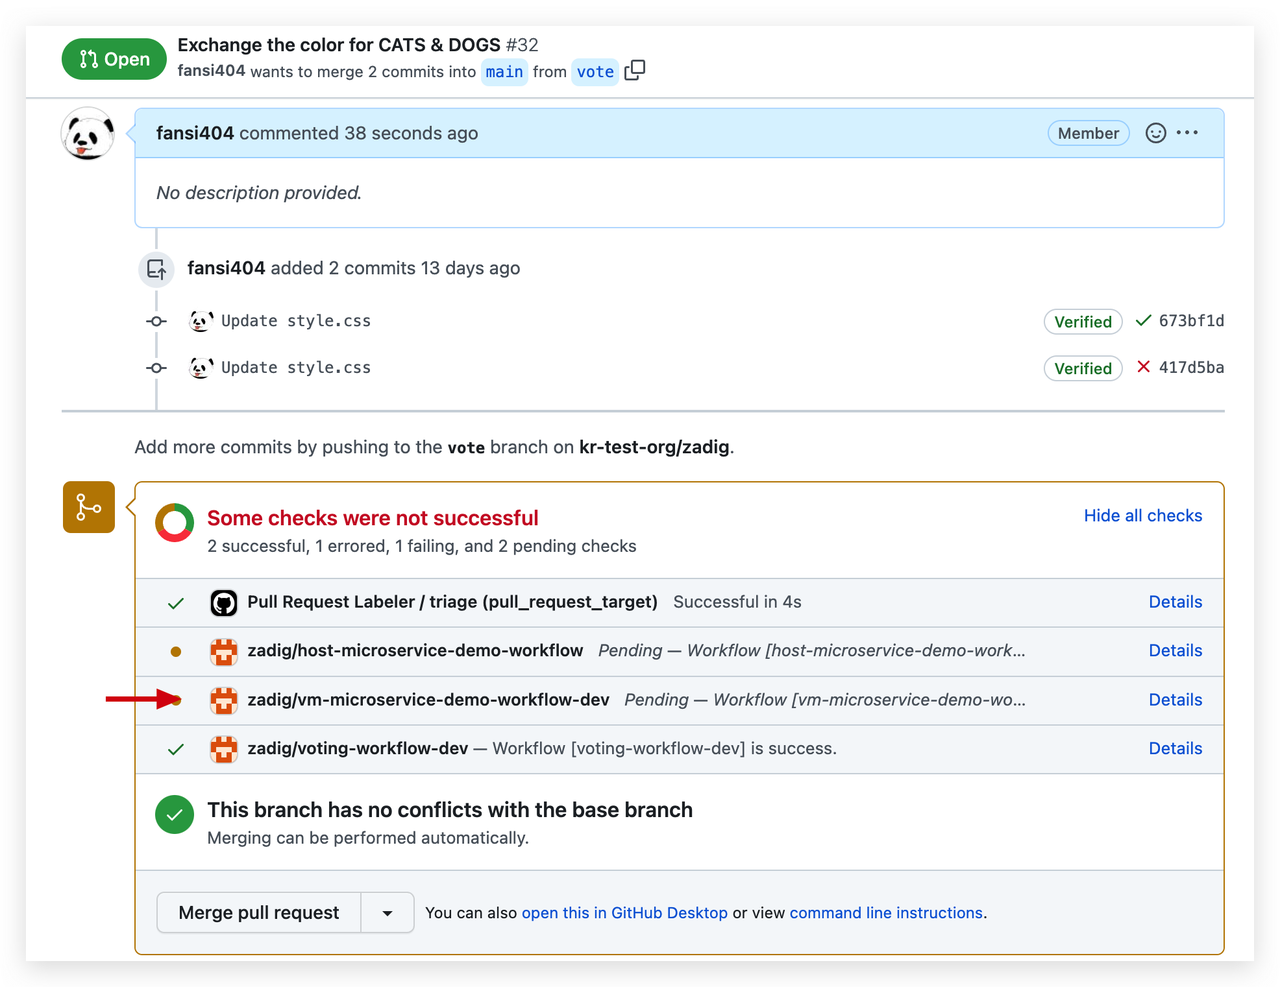 Open
Exchange the color for CATS & DOGS #32
fansi404 wants to merge 2 commits into main from vote
fansi404 commented 38 seconds ago
Member
No description provided.
fansi404 added 2 commits 13 days ago
Update style.css
Verified
673bf1d
Update style.css
Verified
417d5ba
Add more commits by pushing to the vote branch on kr-test-org/zadig.
Some checks were not successful
Hide all checks
2 successful, 1 errored, 1 failing, and 2 pending checks
Pull Request Labeler / triage (pull_request_target) Successful in 4s
Details
zadig/host-microservice-demo-workflow Pending — Workflow [host-microservice-demo-work...
Details
zadig/vm-microservice-demo-workflow-dev Pending — Workflow [vm-microservice-demo-wo...
Details
zadig/voting-workflow-dev — Workflow [voting-workflow-dev] is success.
Details
This branch has no conflicts with the base branch
Merging can be performed automatically.
Merge pull request
You can also open this in GitHub Desktop or view command line instructions.